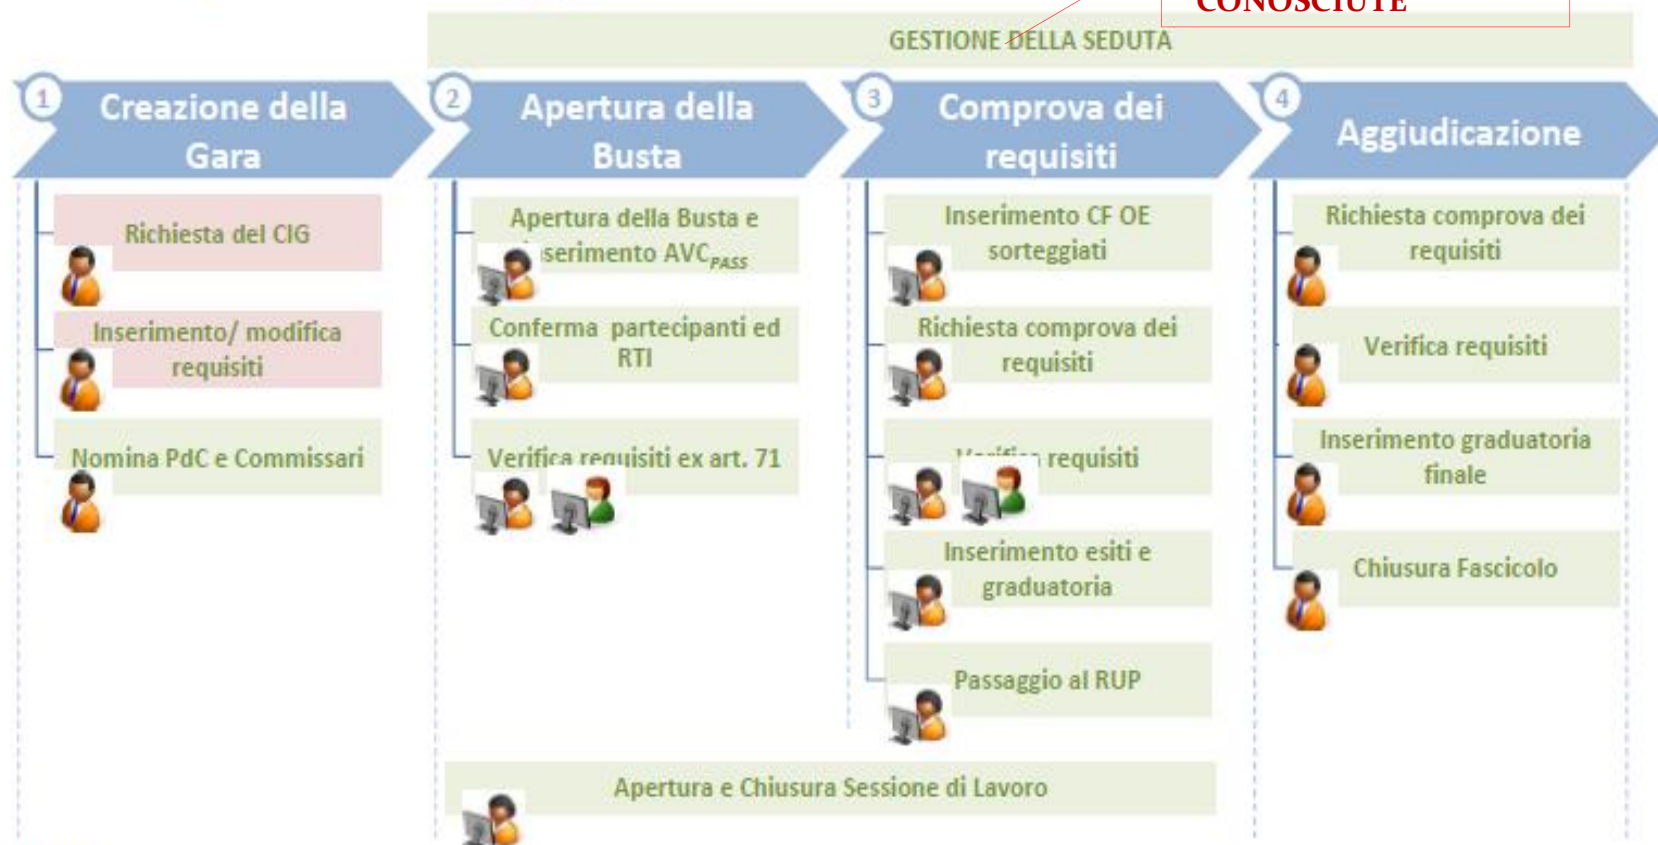 CONOSCIUTE
GESTIONE DELLA SEDUTA
1
Creazione della
Gara
Richiesta del CIG
Inserimento/ modifica
requisiti
Nomina PdC e Commissari
2
Apertura della
Busta
Apertura della Busta e
serimento AVCPASS
Conferma partecipanti ed
RTI
Verifica requisiti ex art. 71
3
Comprova dei
requisiti
Inserimento CF OE
sorteggiati
Richiesta comprova dei
requisiti
Verifica requisiti
Inserimento esiti e
graduatoria
Passaggio al RUP
Apertura e Chiusura Sessione di Lavoro
4
Aggiudicazione
Richiesta comprova dei
requisiti
Verifica requisiti
Inserimento graduatoria
finale
Chiusura Fascicolo